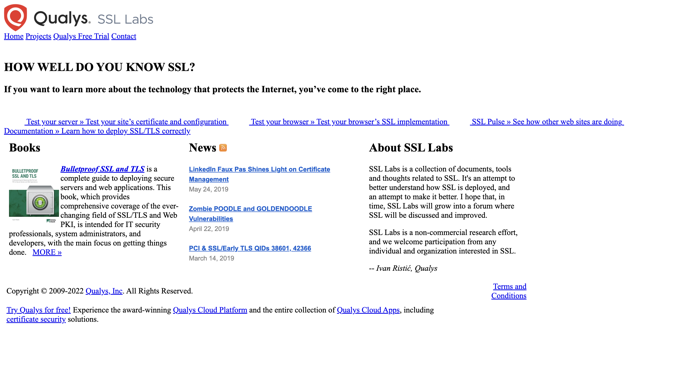 Qualys. SSL Labs
Home Projects Qualys Free Trial Contact
HOW WELL DO YOU KNOW SSL?
If you want to learn more about the technology that protects the Internet, you’ve come to the right place.
Test your server » Test your site’s certificate and configuration Test your browser » Test your browser’s SSL implementation SSL Pulse » See how other web sites are doing
Documentation » Learn how to deploy SSL/TLS correctly
Books
BULLETPROOF
SSL AND TLS
Bulletproof SSL and TLS is a
complete guide to deploying secure
servers and web applications. This
book, which provides
comprehensive coverage of the ever-
changing field of SSL/TLS and Web
PKI, is intended for IT security
professionals, system administrators, and
developers, with the main focus on getting things
done. MORE »
News
LinkedIn Faux Pas Shines Light on Certificate
Management
May 24, 2019
Zombie POODLE and GOLDENDOODLE
Vulnerabilities
April 22, 2019
PCI & SSL/Early TLS QIDs 38601, 42366
March 14, 2019
About SSL Labs
SSL Labs is a collection of documents, tools
and thoughts related to SSL. It's an attempt to
better understand how SSL is deployed, and
an attempt to make it better. I hope that, in
time, SSL Labs will grow into a forum where
SSL will be discussed and improved.
SSL Labs is a non-commercial research effort,
and we welcome participation from any
individual and organization interested in SSL.
-- Ivan Ristić, Qualys
Copyright © 2009-2022 Qualys, Inc. All Rights Reserved.
Terms and
Conditions
Try Qualys for free! Experience the award-winning Qualys Cloud Platform and the entire collection of Qualys Cloud Apps, including
certificate security solutions.